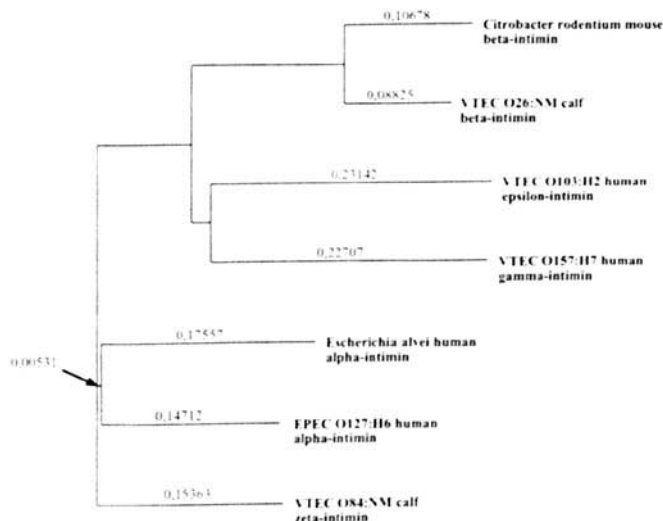 0,10678
Citrobacter rodentium mouse
beta-intimin
0,08825
VTEC O26:NM calf
beta-intimin
0,23142
VTEC O103:H2 human
epsilon-intimin
0,22707
VTEC O157:H7 human
gamma-intimin
0,17557
Escherichia alvei human
alpha-intimin
0,00531
0,14712
EPEC O127:H6 human
alpha-intimin
0,15363
VTEC O84:NM calf
zeta-intimin